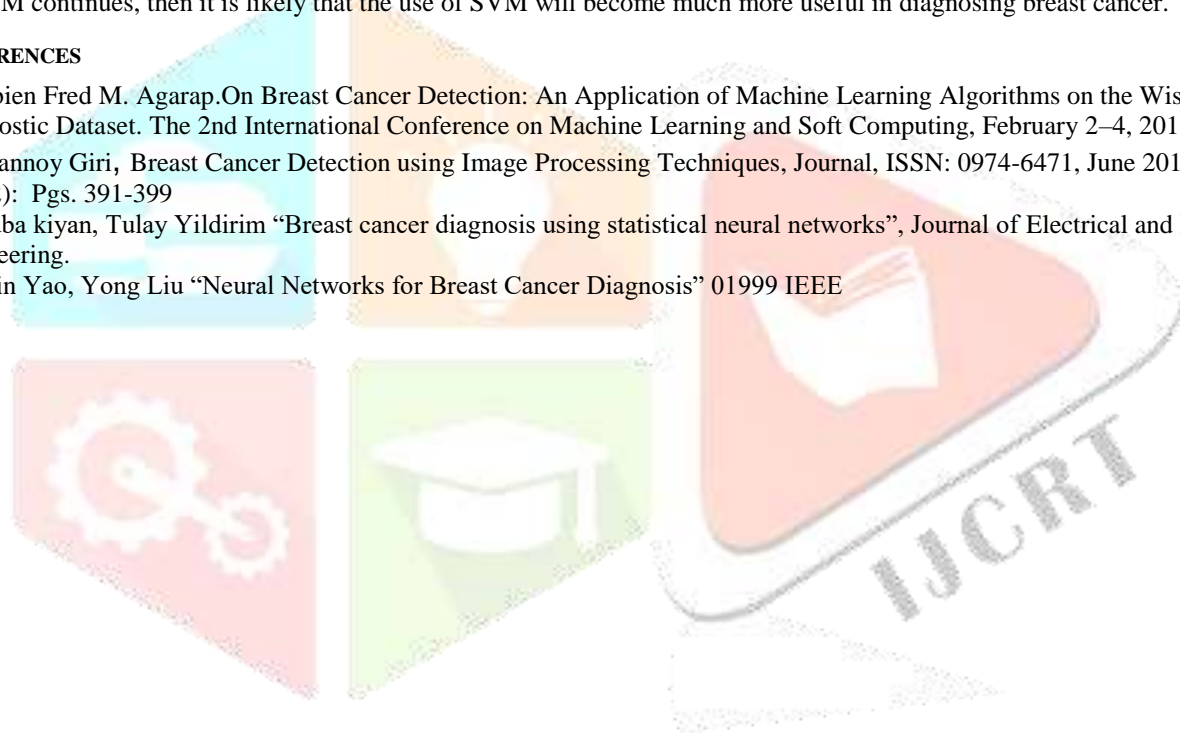 M continues, then it is likely that the use of SVM will become much more useful in diagnosing breast cancer.
RENCES
bien Fred M. Agarap.On Breast Cancer Detection: An Application of Machine Learning Algorithms on the Wis
ostic Dataset. The 2nd International Conference on Machine Learning and Soft Computing, February 2–4, 201
annoy Giri, Breast Cancer Detection using Image Processing Techniques, Journal, ISSN: 0974-6471, June 201
): Pgs. 391-399
ba kiyan, Tulay Yildirim “Breast cancer diagnosis using statistical neural networks”, Journal of Electrical and
eering.
in Yao, Yong Liu “Neural Networks for Breast Cancer Diagnosis” 01999 IEEE
IJCRT